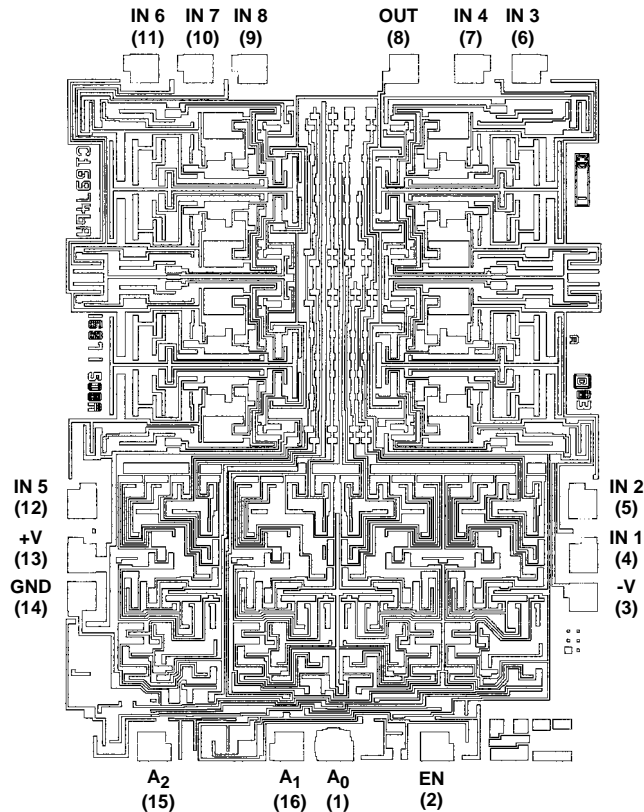 IN 6 IN 7 IN 8 OUT IN 4 IN 3
(11) (10) (9) (8) (7) (6)
IN 5 IN 2
(12) (5)
+V IN 1
(13) (4)
GND -V
(14) (3)
A2 A1 A0 EN
(15) (16) (1) (2)